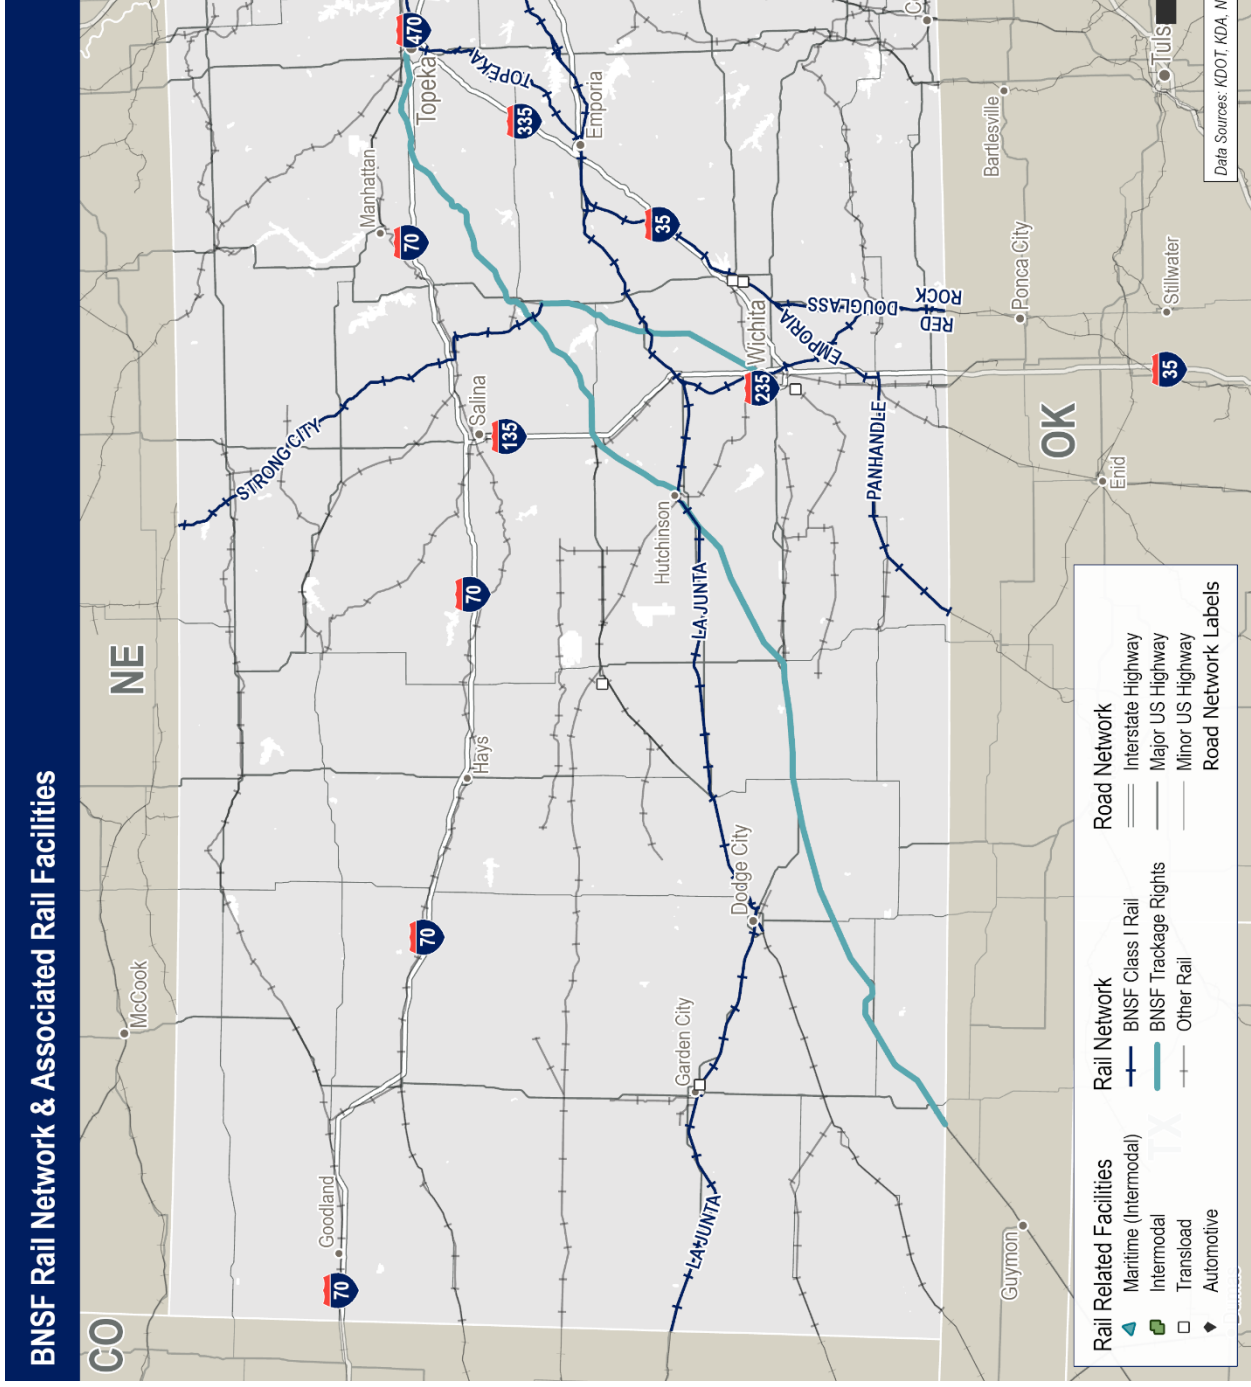 BNSF Rail Network & Associated Rail Facilities
CO
NE
OK
TX
McCook
Goodland
Hays
Salina
Manhattan
Topeka
Emporia
Garden City
Dodge City
Hutchinson
Wichita
Guymon
Enid
Ponca City
Stillwater
Bartlesville
Tuls
70
70
70
70
135
235
335
470
35
35
STRONG CITY
TOPEKA
LA JUNTA
LA JUNTA
EMPORIA
DOUGLASS
RED ROCK
PANHANDLE
Rail Related Facilities
Maritime (Intermodal)
Intermodal
Transload
Automotive
Rail Network
BNSF Class I Rail
BNSF Trackage Rights
Other Rail
Road Network
Interstate Highway
Major US Highway
Minor US Highway
Road Network Labels
Data Sources: KDOT, KDA, N